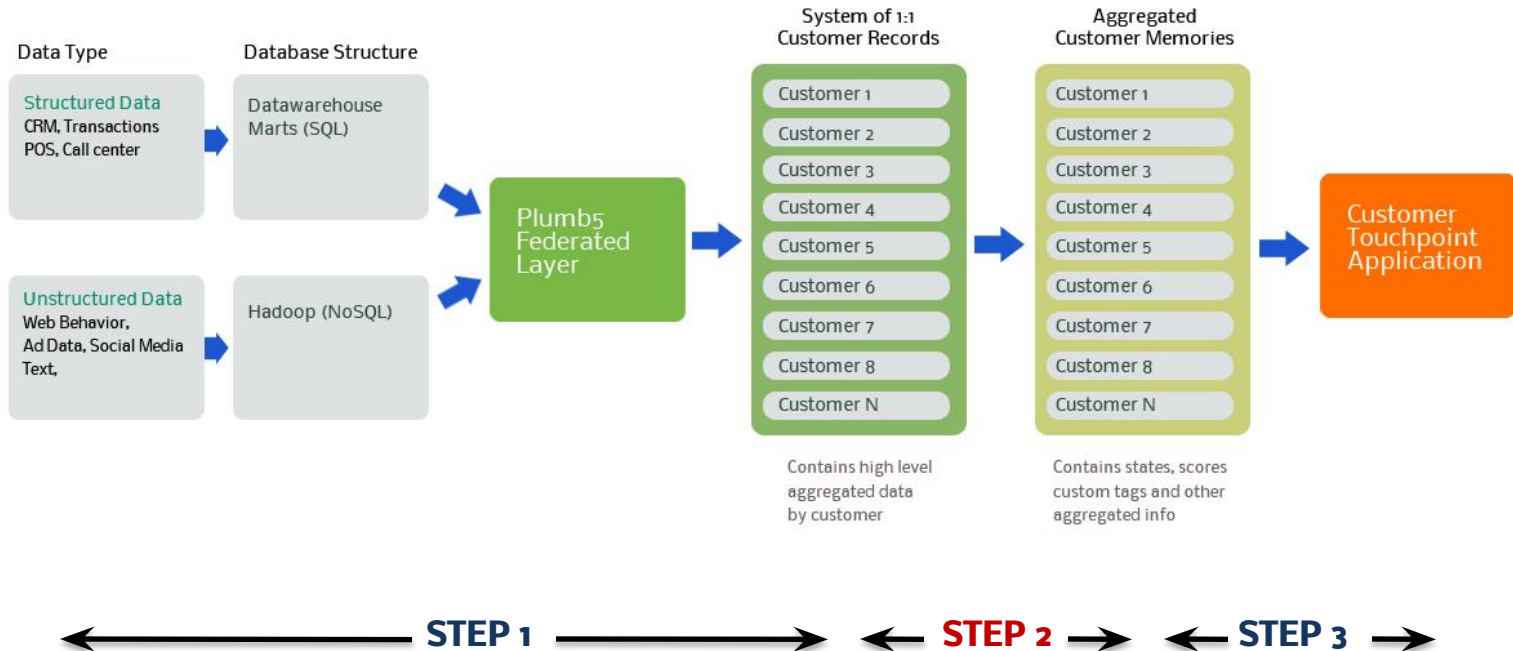 Data Type
Structured Data
CRM, Transactions
POS, Call center
Unstructured Data
Web Behavior,
Ad Data, Social Media
Text,
Database Structure
Datawarehouse
Marts (SQL)
Hadoop (NoSQL)
Plumb5
Federated
Layer
System of 1:1
Customer Records
Customer 1
Customer 2
Customer 3
Customer 4
Customer 5
Customer 6
Customer 7
Customer 8
Customer N
Contains high level
aggregated data
by customer
Aggregated
Customer Memories
Customer 1
Customer 2
Customer 3
Customer 4
Customer 5
Customer 6
Customer 7
Customer 8
Customer N
Contains states, scores
custom tags and other
aggregated info
Customer
Touchpoint
Application
STEP 1
STEP 2
STEP 3